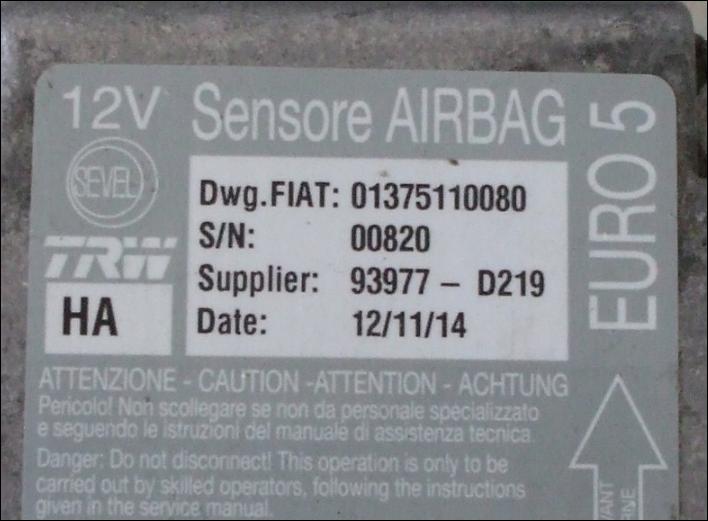 12V Sensore AIRBAG
SEVEL
TRW
HA
Dwg.FIAT: 01375110080
S/N: 00820
Supplier: 93977 - D219
Date: 12/11/14
EURO 5
ATTENZIONE - CAUTION -ATTENTION - ACHTUNG
Pericolo! Non scollegare se non da personale specializzato
e seguendo le istruzioni del manuale di assistenza tecnica.
Danger: Do not disconnect! This operation is only to be
carried out by skilled operators, following the instructions
given in the service manual.